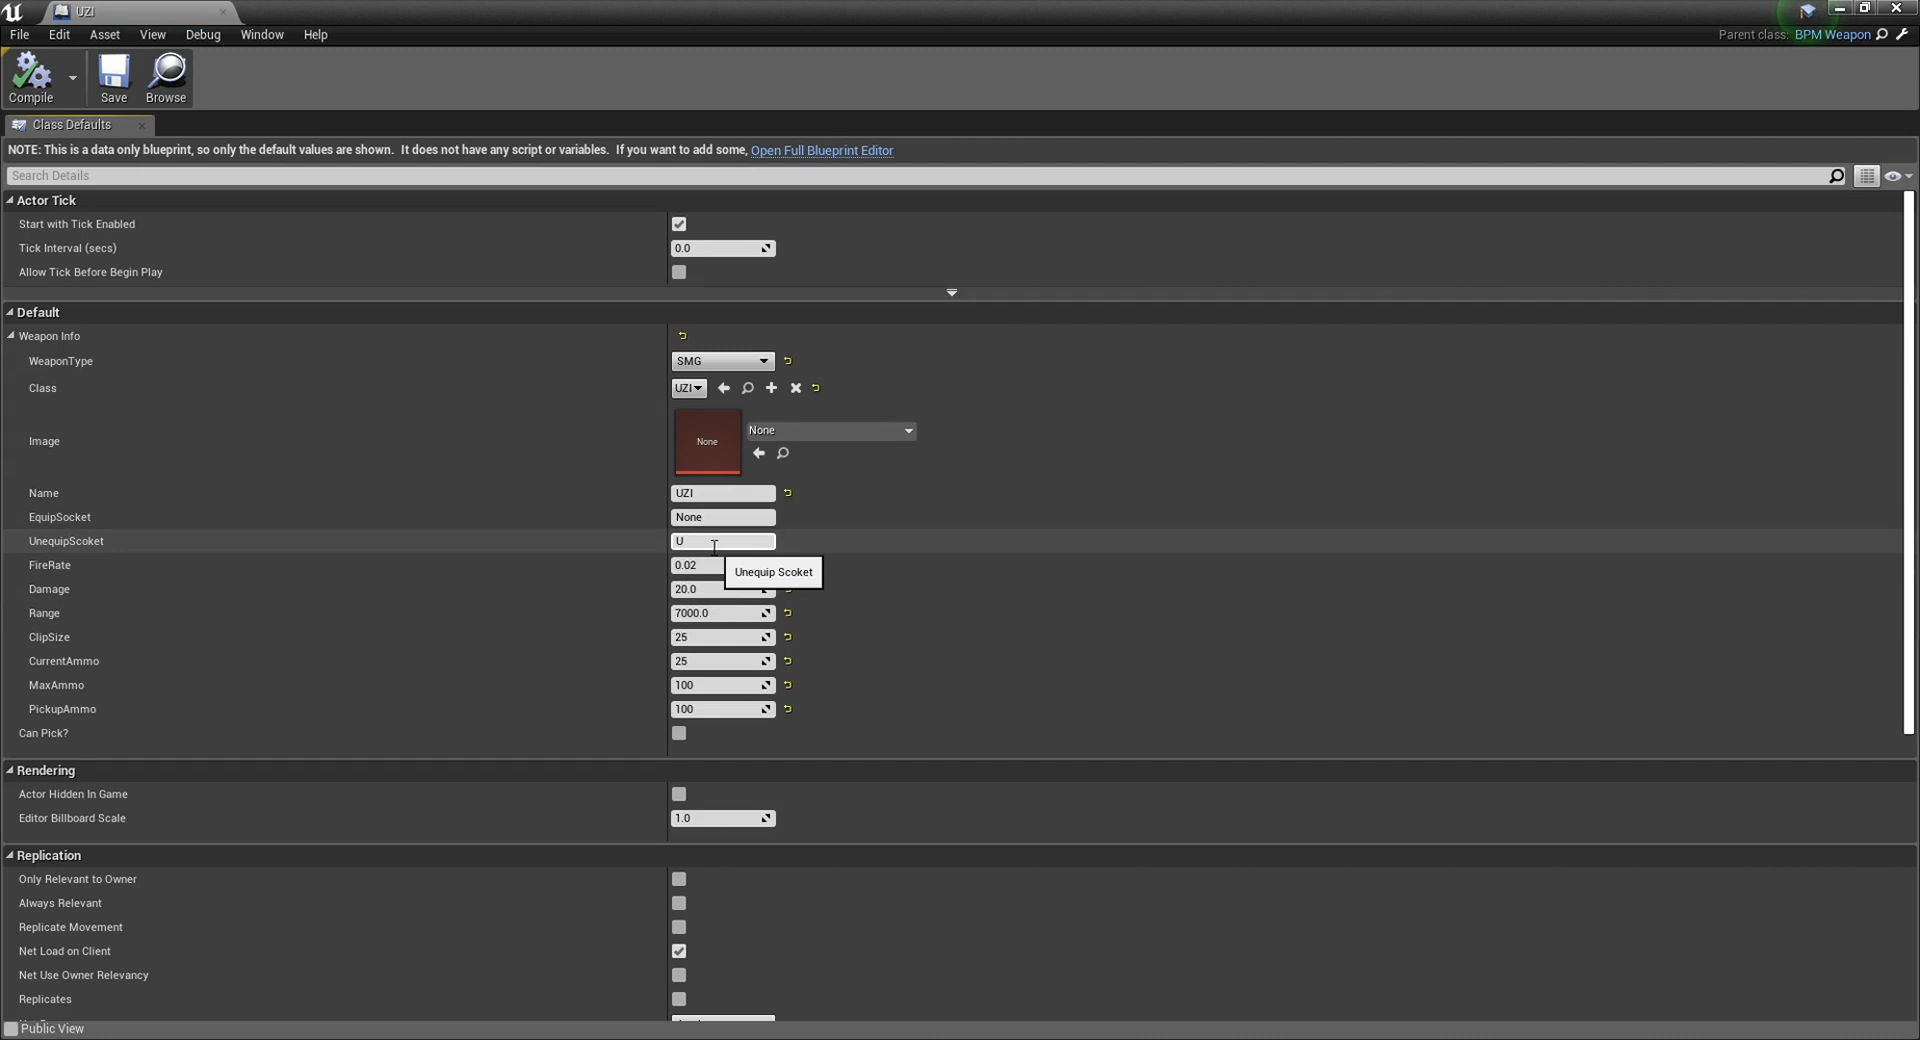 UZI
File Edit Asset View Debug Window Help
Parent class: BPM Weapon
Compile Save Browse
Class Defaults
NOTE: This is a data only blueprint, so only the default values are shown. It does not have any script or variables. If you want to add some, Open Full Blueprint Editor
Search Details
Actor Tick
Start with Tick Enabled
Tick Interval (secs) 0.0
Allow Tick Before Begin Play
Default
Weapon Info
WeaponType SMG
Class UZI
Image None None
Name UZI
EquipSocket None
UnequipScoket U
FireRate 0.02
Unequip Scoket
Damage 20.0
Range 7000.0
ClipSize 25
CurrentAmmo 25
MaxAmmo 100
PickupAmmo 100
Can Pick?
Rendering
Actor Hidden In Game
Editor Billboard Scale 1.0
Replication
Only Relevant to Owner
Always Relevant
Replicate Movement
Net Load on Client
Net Use Owner Relevancy
Replicates
Public View